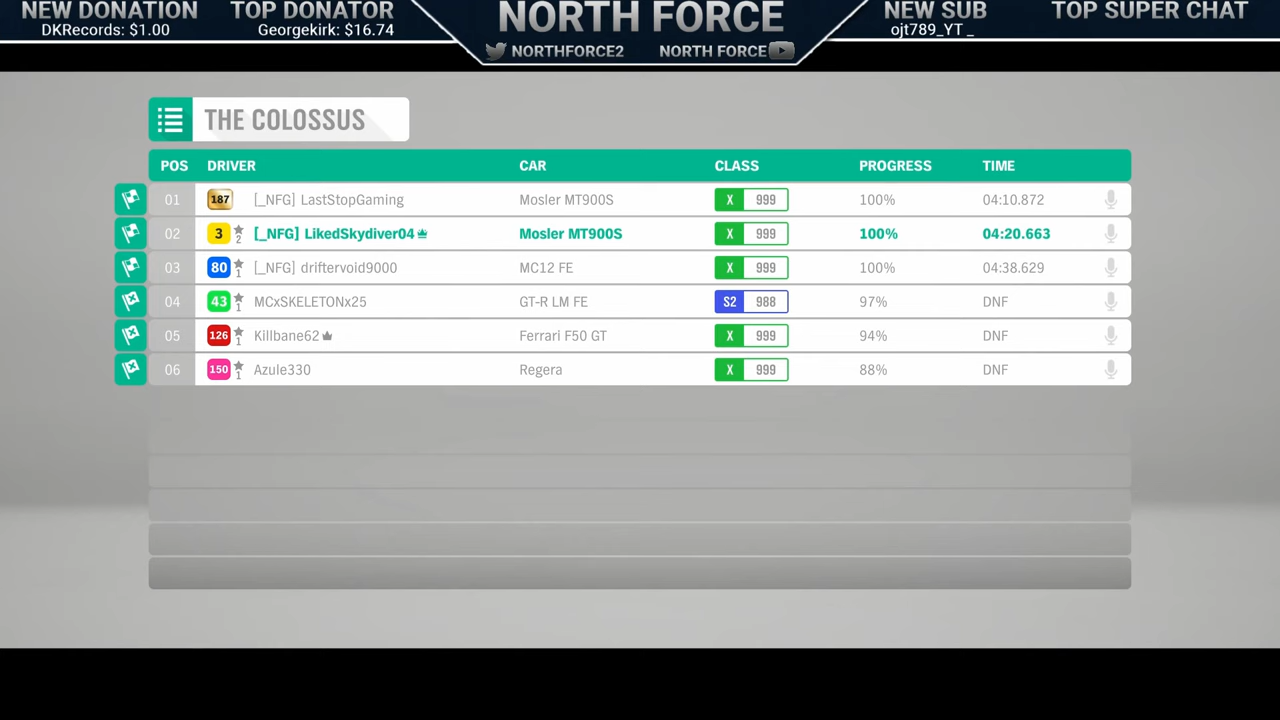 NEW DONATION
DKRecords: $1.00
TOP DONATOR
Georgekirk: $16.74
NORTH FORCE
NORTHFORCE2 NORTH FORCE
NEW SUB
ojt789_YT _
TOP SUPER CHAT
THE COLOSSUS
POS DRIVER CAR CLASS PROGRESS TIME
01 187 [_NFG] LastStopGaming Mosler MT900S X 999 100% 04:10.872
02 3 2 [_NFG] LikedSkydiver04 Mosler MT900S X 999 100% 04:20.663
03 80 1 [_NFG] driftervoid9000 MC12 FE X 999 100% 04:38.629
04 43 1 MCxSKELETONx25 GT-R LM FE S2 988 97% DNF
05 126 1 Killbane62 Ferrari F50 GT X 999 94% DNF
06 150 1 Azule330 Regera X 999 88% DNF